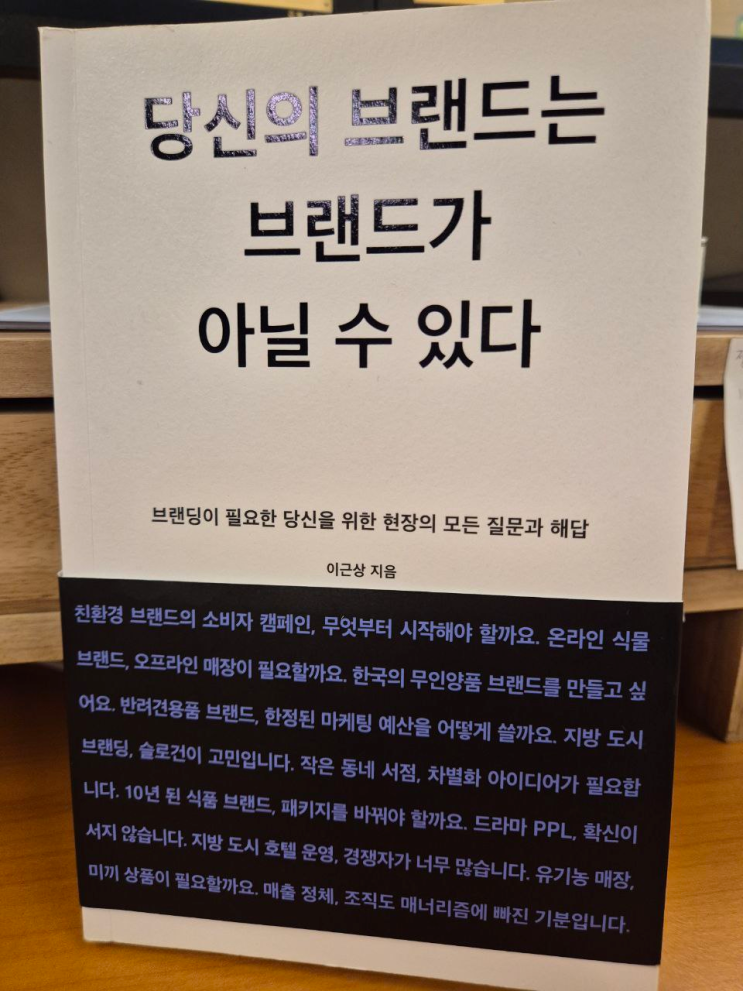 당신의 브랜드는
브랜드가
아닐 수 있다
브랜딩이 필요한 당신을 위한 현장의 모든 질문과 해답
이근상 지음
친환경 브랜드의 소비자 캠페인, 무엇부터 시작해야 할까요. 온라인 식물
브랜드, 오프라인 매장이 필요할까요. 한국의 무인양품 브랜드를 만들고 싶
어요. 반려견용품 브랜드, 한정된 마케팅 예산을 어떻게 쓸까요. 지방 도시
브랜딩, 슬로건이 고민입니다. 작은 동네 서점, 차별화 아이디어가 필요합
니다. 10년 된 식품 브랜드, 패키지를 바꿔야 할까요. 드라마 PPL, 확신이
서지 않습니다. 지방 도시 호텔 운영, 경쟁자가 너무 많습니다. 유기농 매장,
미끼 상품이 필요할까요. 매출 정체, 조직도 매너리즘에 빠진 기분입니다.